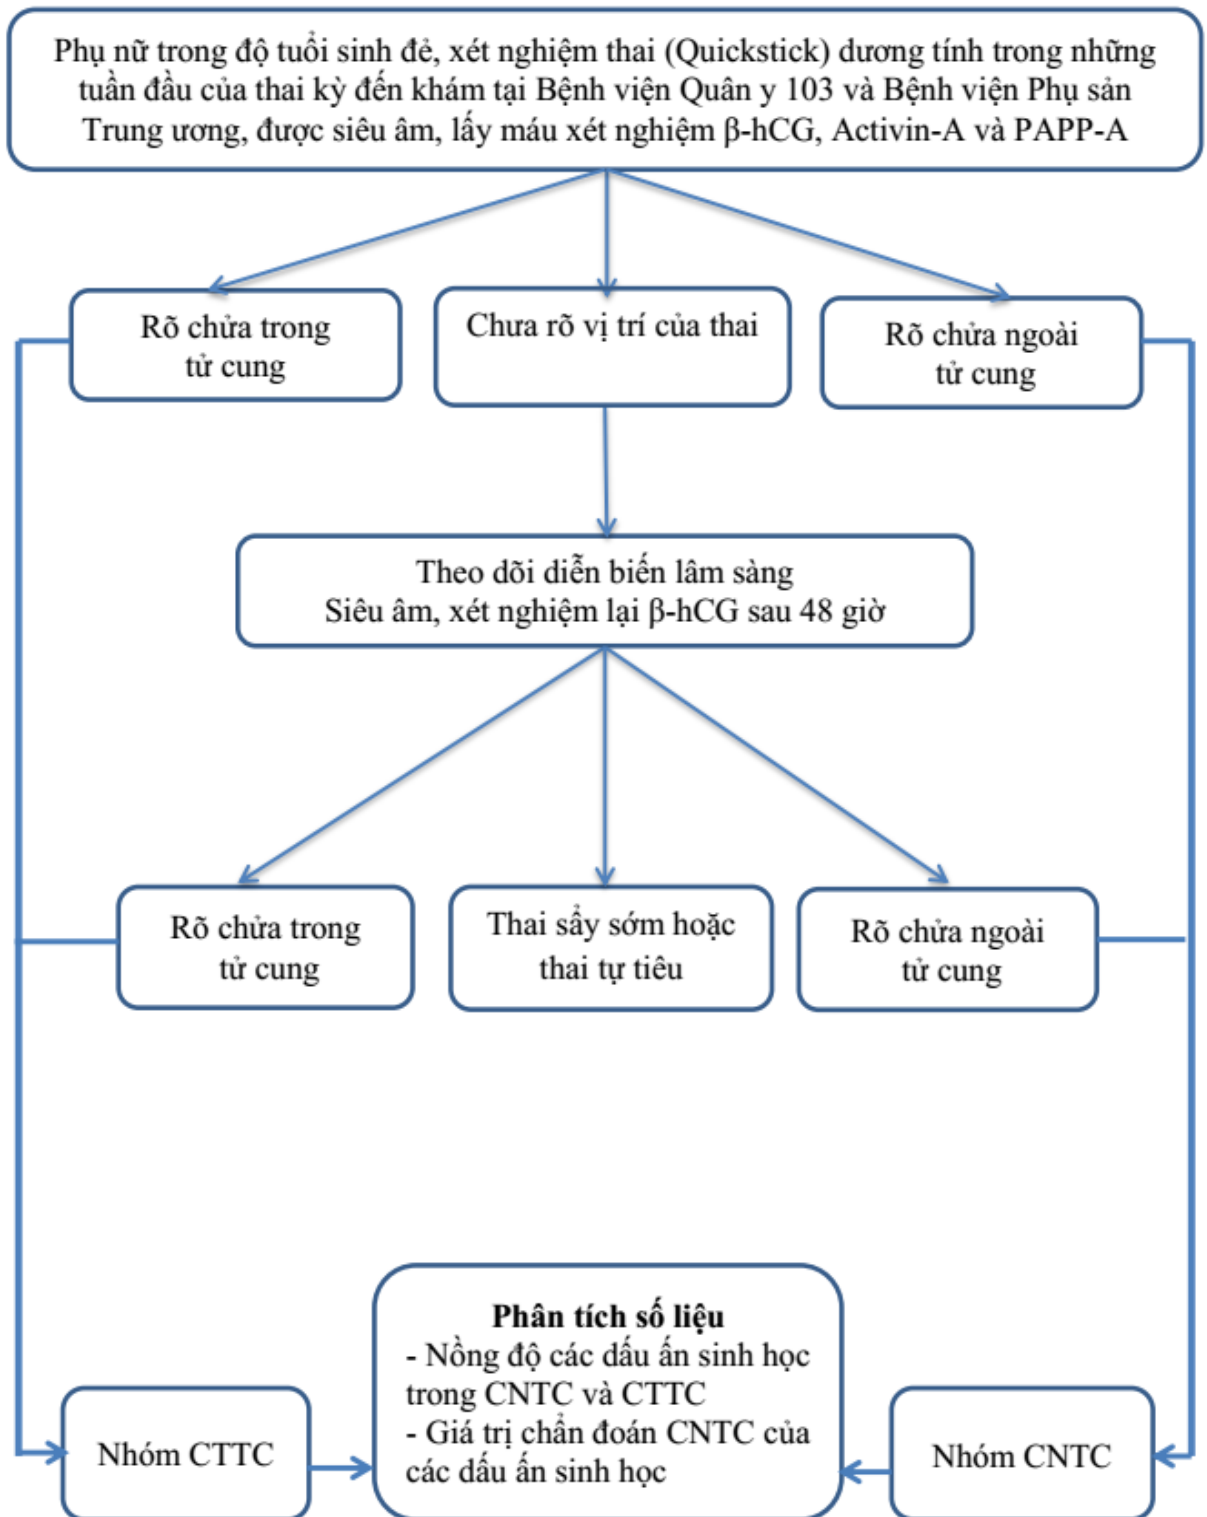 Phụ nữ trong độ tuổi sinh đẻ, xét nghiệm thai (Quickstick) dương tính trong những
tuần đầu của thai kỳ đến khám tại Bệnh viện Quân y 103 và Bệnh viện Phụ sản
Trung ương, được siêu âm, lấy máu xét nghiệm β-hCG, Activin-A và PAPP-A
Rõ chửa trong
tử cung
Chưa rõ vị trí của thai
Rõ chửa ngoài
tử cung
Theo dõi diễn biến lâm sàng
Siêu âm, xét nghiệm lại β-hCG sau 48 giờ
Rõ chửa trong
tử cung
Thai sẩy sớm hoặc
thai tự tiêu
Rõ chửa ngoài
tử cung
Phân tích số liệu
- Nồng độ các dấu ấn sinh học
trong CNTC và CTTC
- Giá trị chẩn đoán CNTC của
các dấu ấn sinh học
Nhóm CTTC
Nhóm CNTC